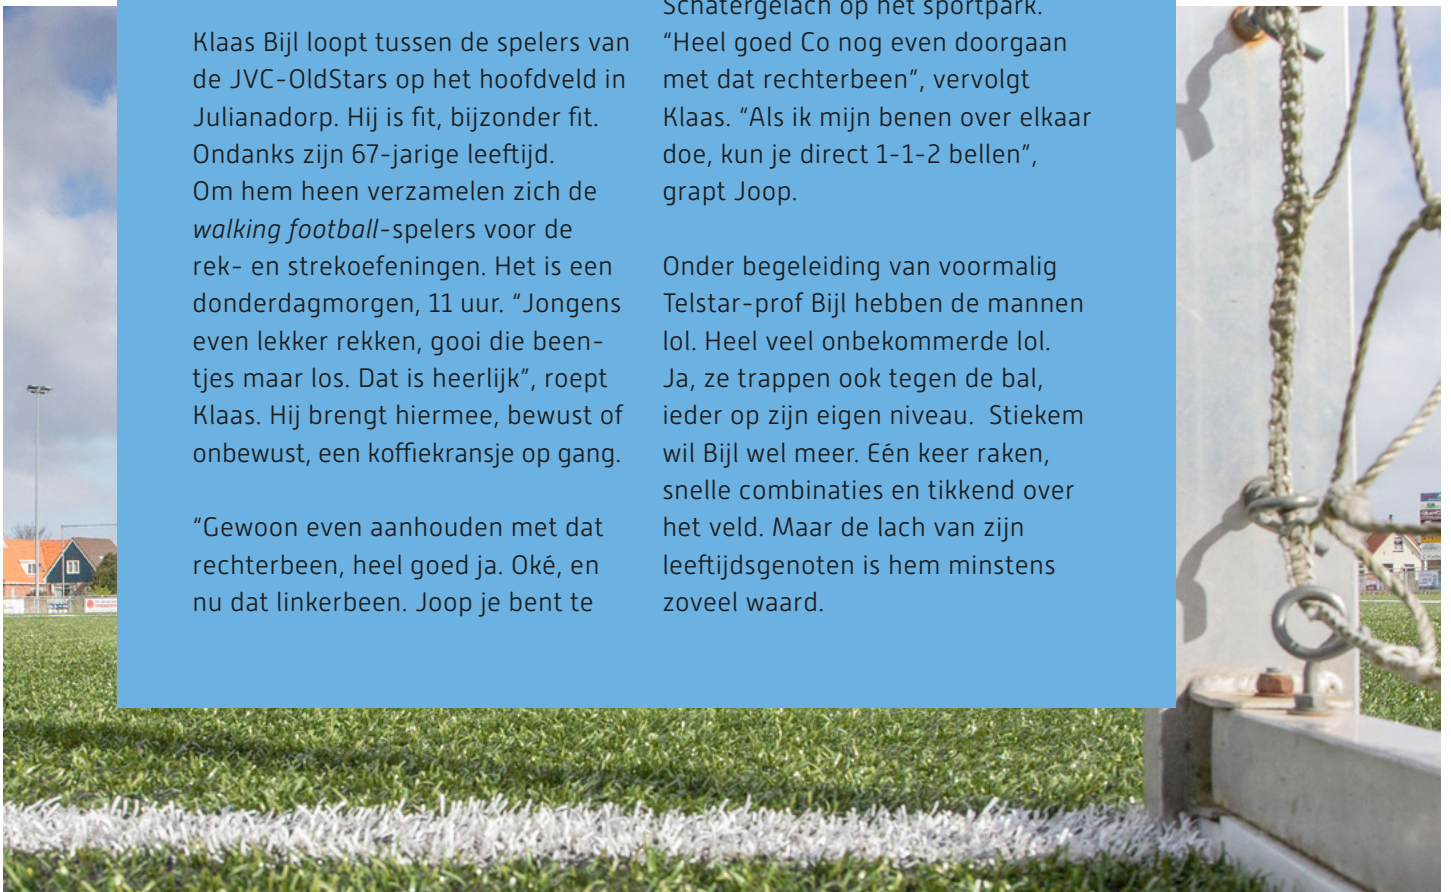 Klaas Bijl loopt tussen de spelers van
de JVC-OldStars op het hoofdveld in
Julianadorp. Hij is fit, bijzonder fit.
Ondanks zijn 67-jarige leeftijd.
Om hem heen verzamelen zich de
walking football-spelers voor de
rek- en strekoefeningen. Het is een
donderdagmorgen, 11 uur. “Jongens
even lekker rekken, gooi die been-
tjes maar los. Dat is heerlijk”, roept
Klaas. Hij brengt hiermee, bewust of
onbewust, een koffiekransje op gang.
“Gewoon even aanhouden met dat
rechterbeen, heel goed ja. Oké, en
nu dat linkerbeen. Joop je bent te
Schatergelach op het sportpark.
“Heel goed Co nog even doorgaan
met dat rechterbeen”, vervolgt
Klaas. “Als ik mijn benen over elkaar
doe, kun je direct 1-1-2 bellen”,
grapt Joop.
Onder begeleiding van voormalig
Telstar-prof Bijl hebben de mannen
lol. Heel veel onbekommerde lol.
Ja, ze trappen ook tegen de bal,
ieder op zijn eigen niveau.  Stiekem
wil Bijl wel meer. Eén keer raken,
snelle combinaties en tikkend over
het veld. Maar de lach van zijn
leeftijdsgenoten is hem minstens
zoveel waard.